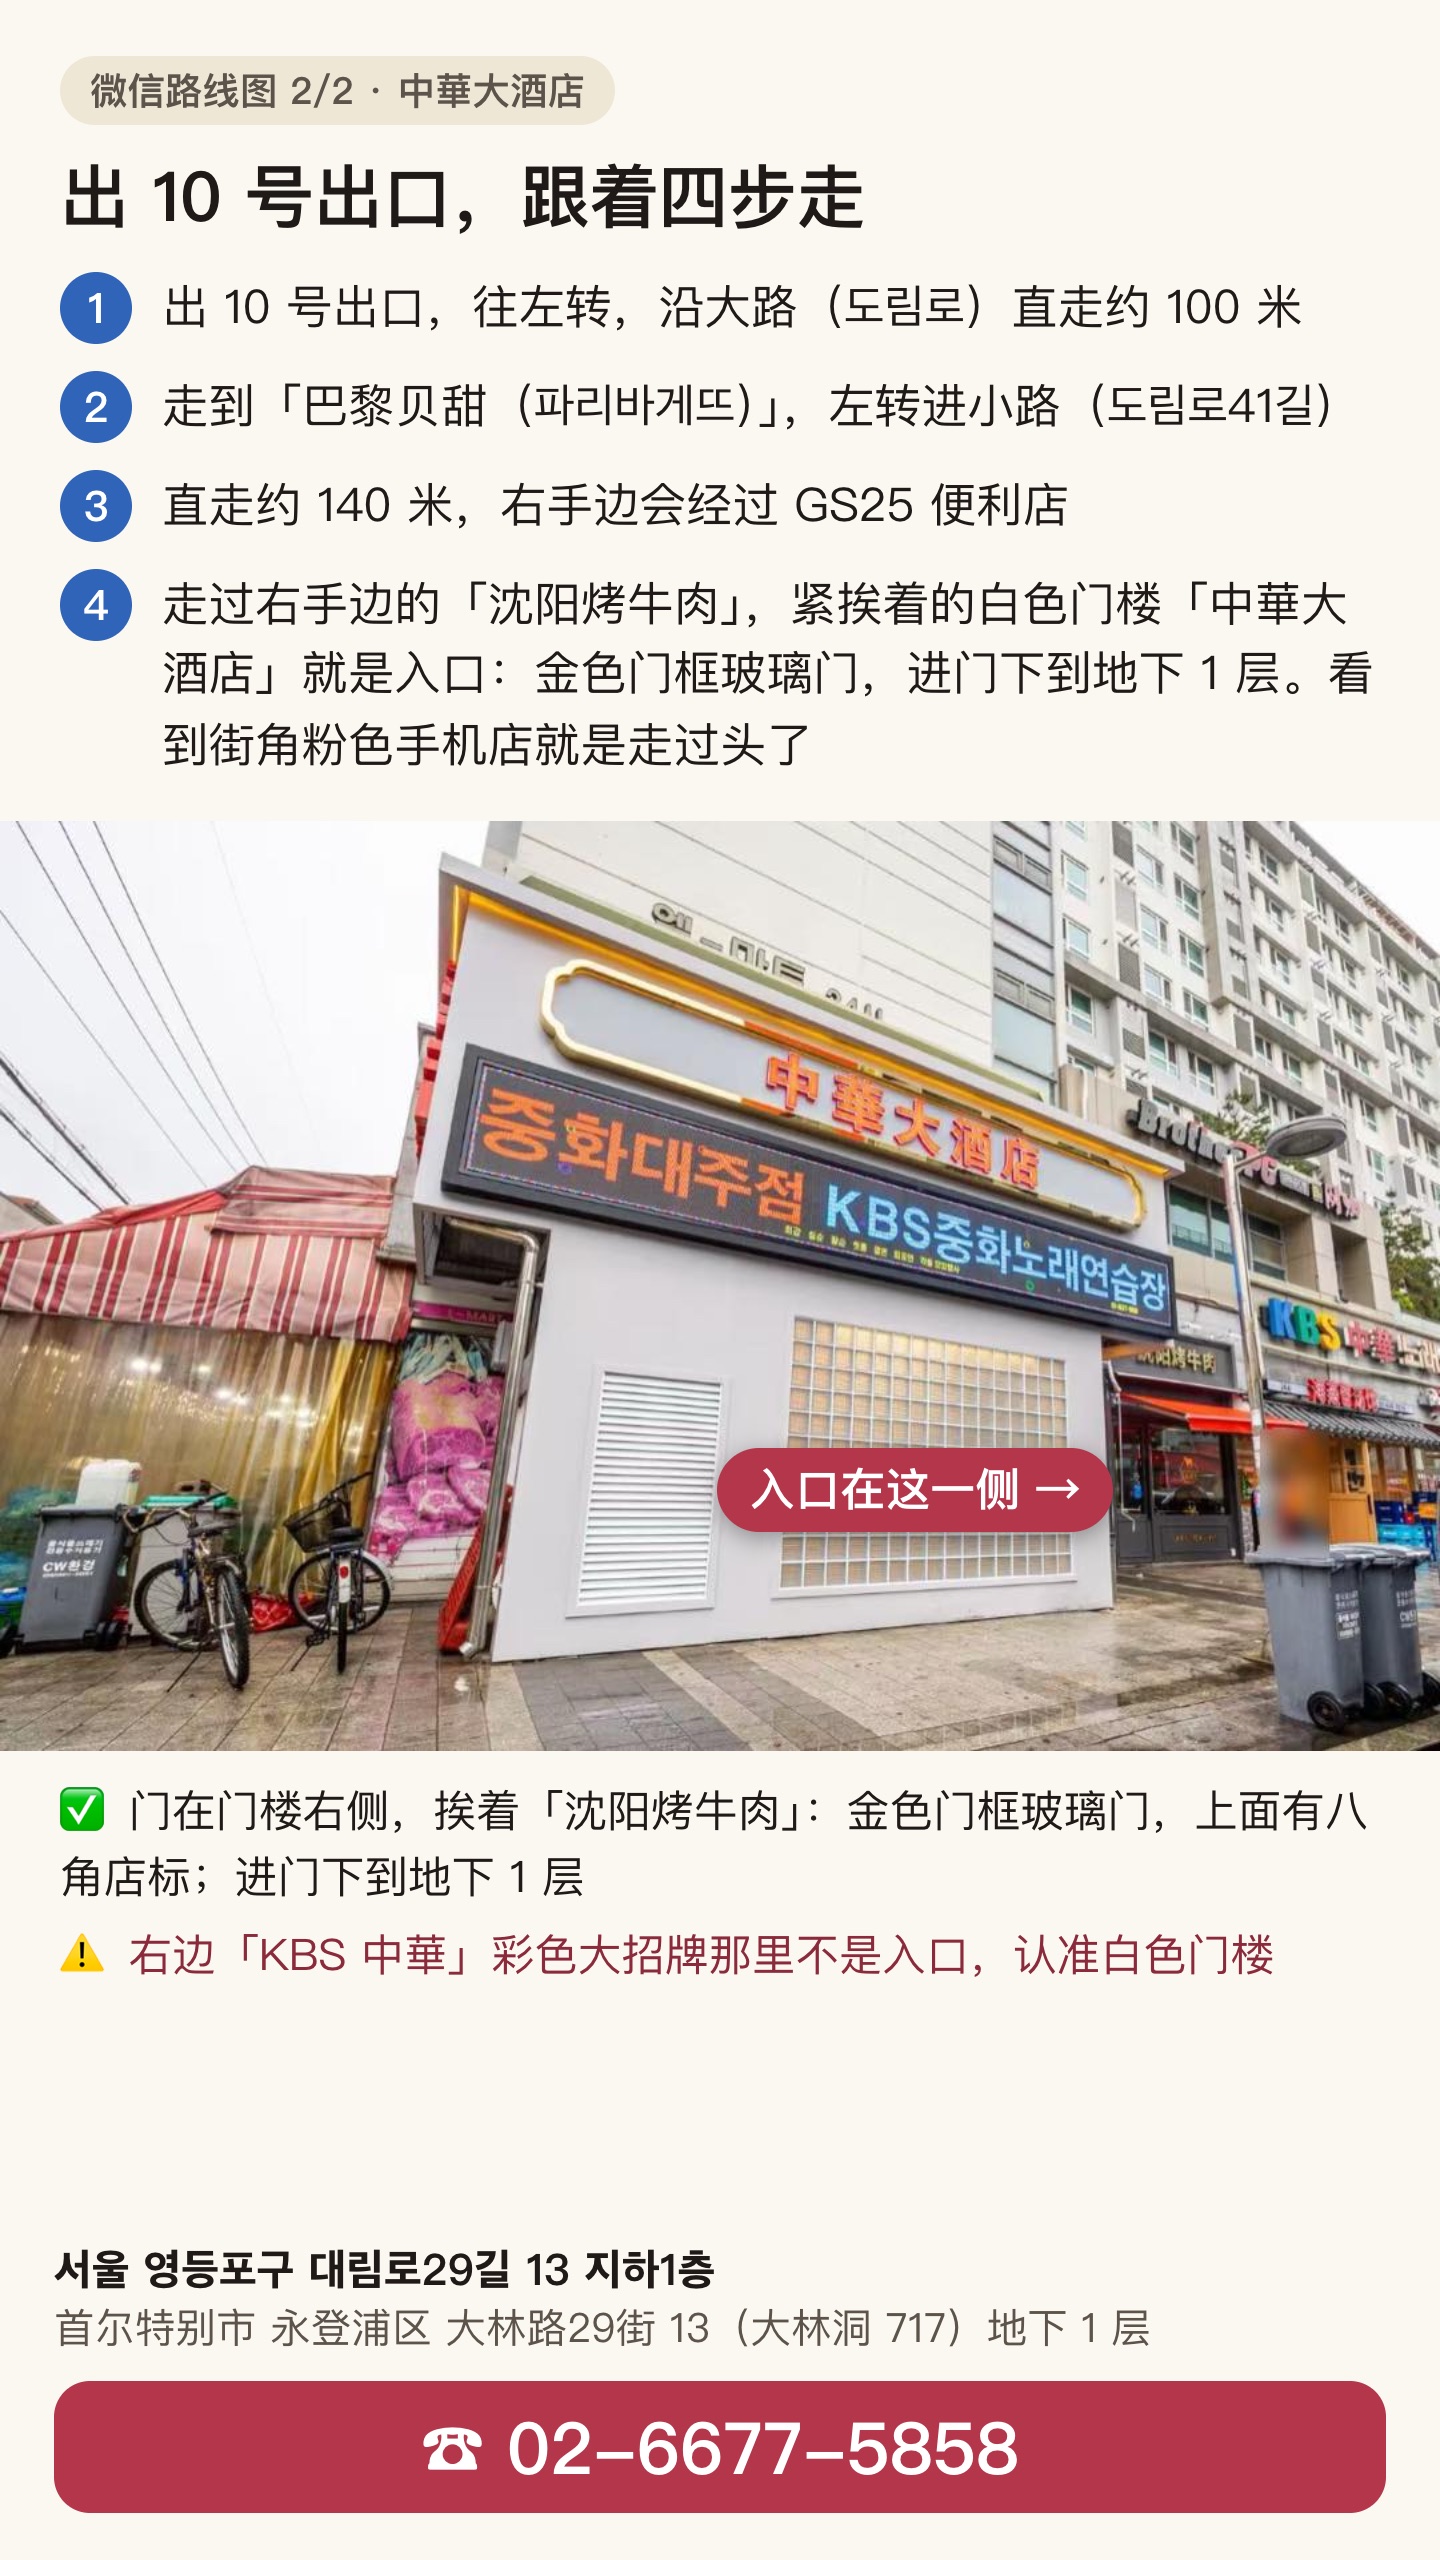 微信路线图 2/2 · 中華大酒店
出 10 号出口，跟着四步走
1 出 10 号出口，往左转，沿大路（도림로）直走约 100 米
2 走到「巴黎贝甜（파리바게뜨）」，左转进小路（도림로41길）
3 直走约 140 米，右手边会经过 GS25 便利店
4 走过右手边的「沈阳烤牛肉」，紧挨着的白色门楼「中華大
酒店」就是入口：金色门框玻璃门，进门下到地下 1 层。看
到街角粉色手机店就是走过头了
中華大酒店
중화대주점 KBS중화노래연습장
阳烤牛肉
KBS 中華
CW환경
入口在这一侧 →
✅ 门在门楼右侧，挨着「沈阳烤牛肉」：金色门框玻璃门，上面有八
角店标；进门下到地下 1 层
⚠️ 右边「KBS 中華」彩色大招牌那里不是入口，认准白色门楼
서울 영등포구 대림로29길 13 지하1층
首尔特别市 永登浦区 大林路29街 13（大林洞 717）地下 1 层
☎ 02-6677-5858